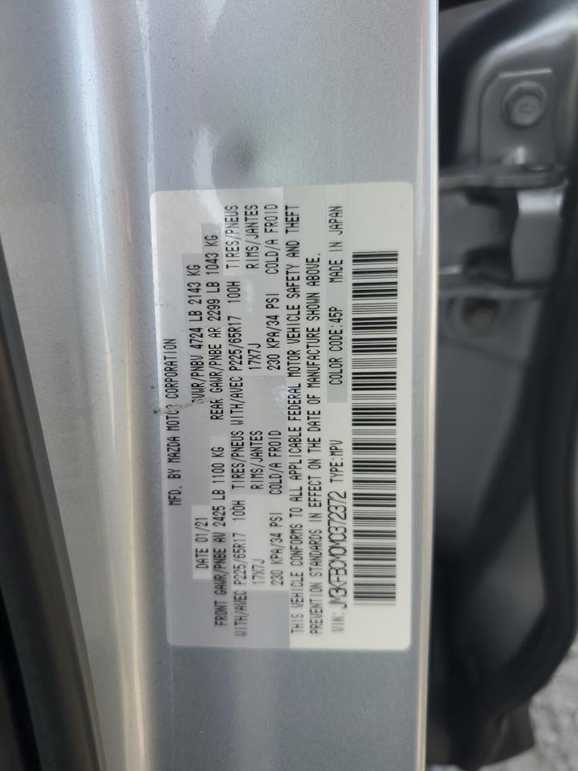 MFD. BY MAZDA MOTOR CORPORATION
DATE 01/21 GVWR/PNBV 4724 LB 2143 KG
FRONT GAWR/PNBE AV 2425 LB 1100 KG REAR GAWR/PNBE AR 2299 LB 1043 KG
WITH/AVEC P225/65R17 100H TIRES/PNEUS WITH/AVEC P225/65R17 100H TIRES/PNEUS
17X7J RIMS/JANTES 17X7J RIMS/JANTES
230 KPA/34 PSI COLD/A FROID 230 KPA/34 PSI COLD/A FROID
THIS VEHICLE CONFORMS TO ALL APPLICABLE FEDERAL MOTOR VEHICLE SAFETY AND THEFT
PREVENTION STANDARDS IN EFFECT ON THE DATE OF MANUFACTURE SHOWN ABOVE.
VIN: JM3KFBCM0M0372372 TYPE:MPV COLOR CODE:45P MADE IN JAPAN